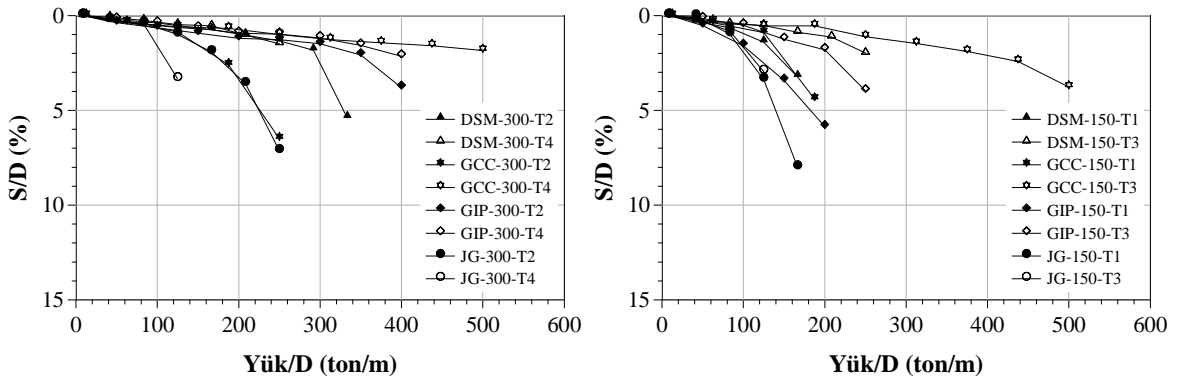 0
5
10
15
S/D (%)
0 100 200 300 400 500 600
Yük/D (ton/m)
DSM-300-T2
DSM-300-T4
GCC-300-T2
GCC-300-T4
GIP-300-T2
GIP-300-T4
JG-300-T2
JG-300-T4
0
5
10
15
S/D (%)
0 100 200 300 400 500 600
Yük/D (ton/m)
DSM-150-T1
DSM-150-T3
GCC-150-T1
GCC-150-T3
GIP-150-T1
GIP-150-T3
JG-150-T1
JG-150-T3